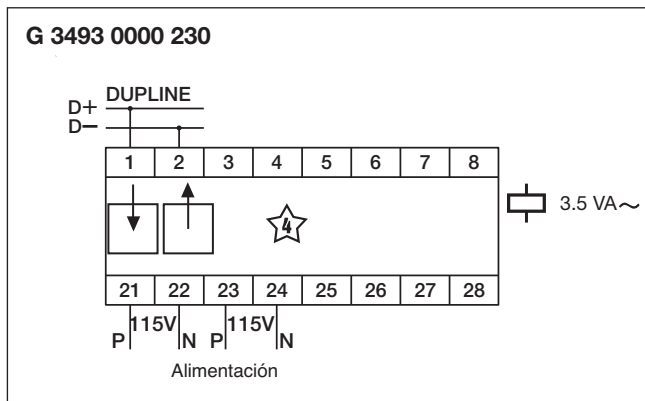 G 3493 0000 230
DUPLINE
D+
D−
1 2 3 4 5 6 7 8
4
3.5 VA~
21 22 23 24 25 26 27 28
P 115V N P 115V N
Alimentación